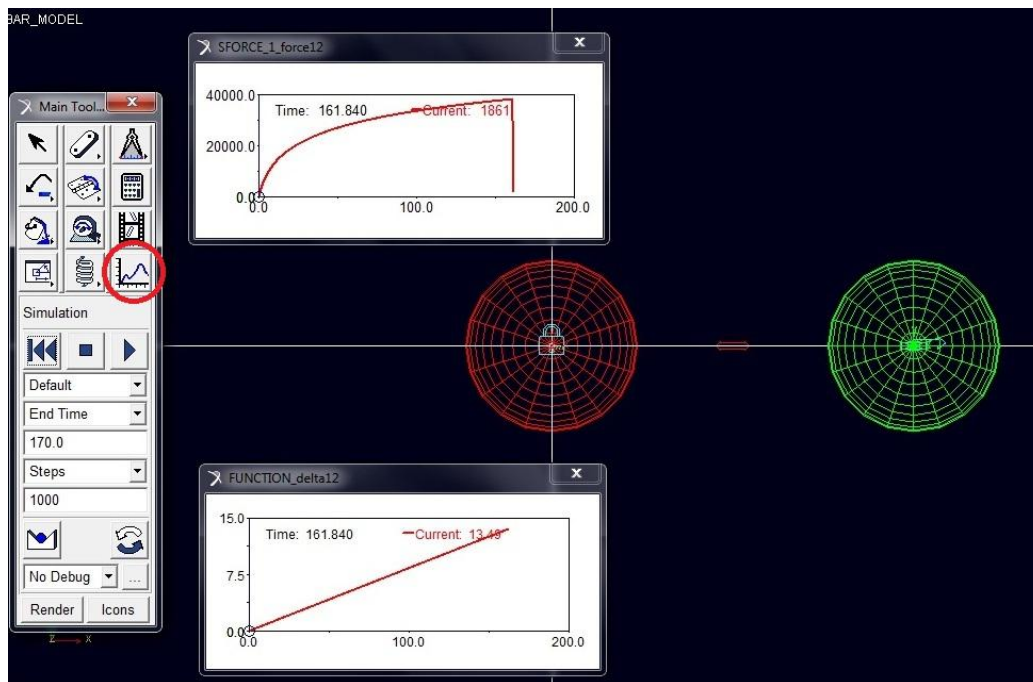 BAR_MODEL
SFORCE_1_force12
40000.0
Time: 161.840 Current: 1861
20000.0
0.0
0.0 100.0 200.0
Main Tool...
Simulation
Default
End Time
170.0
Steps
1000
No Debug ...
Render Icons
Z X
FUNCTION_delta12
15.0
Time: 161.840 Current: 13.49
7.5
0.0
0.0 100.0 200.0